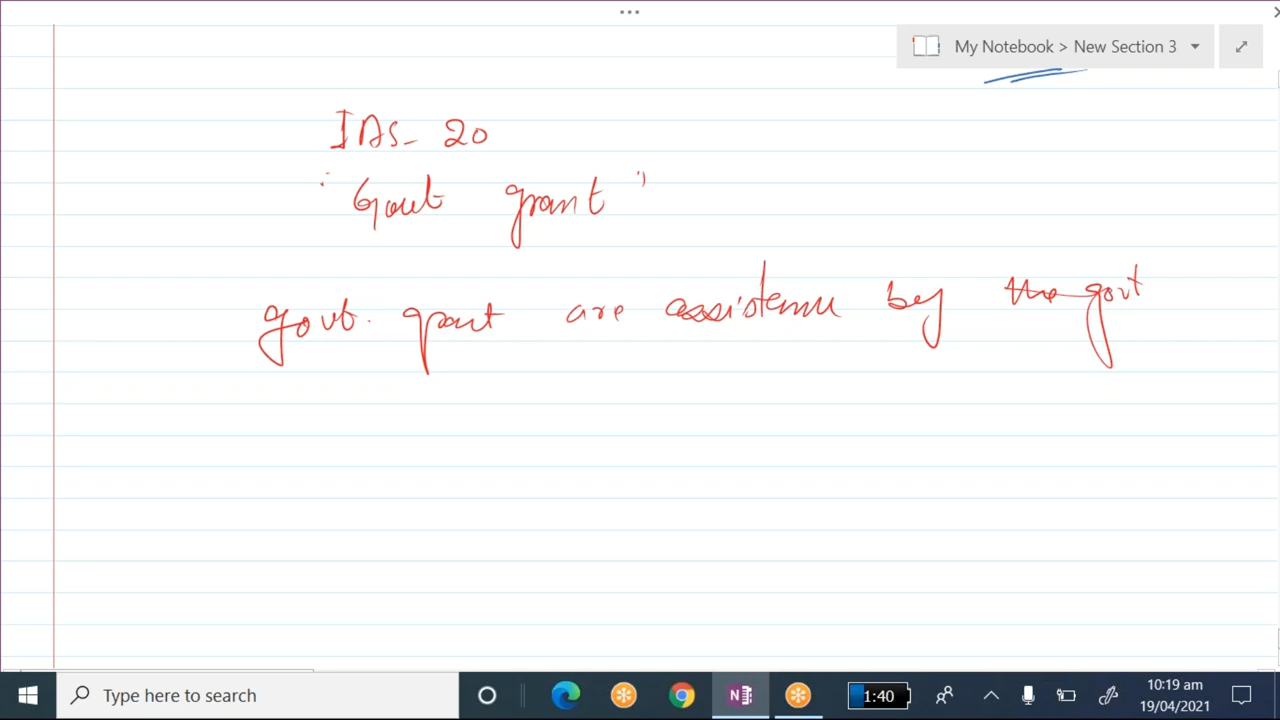 My Notebook > New Section 3
IAS- 20
"Govt grant"
govt. grant are assistence by the govt
Type here to search
1:40
10:19 am
19/04/2021